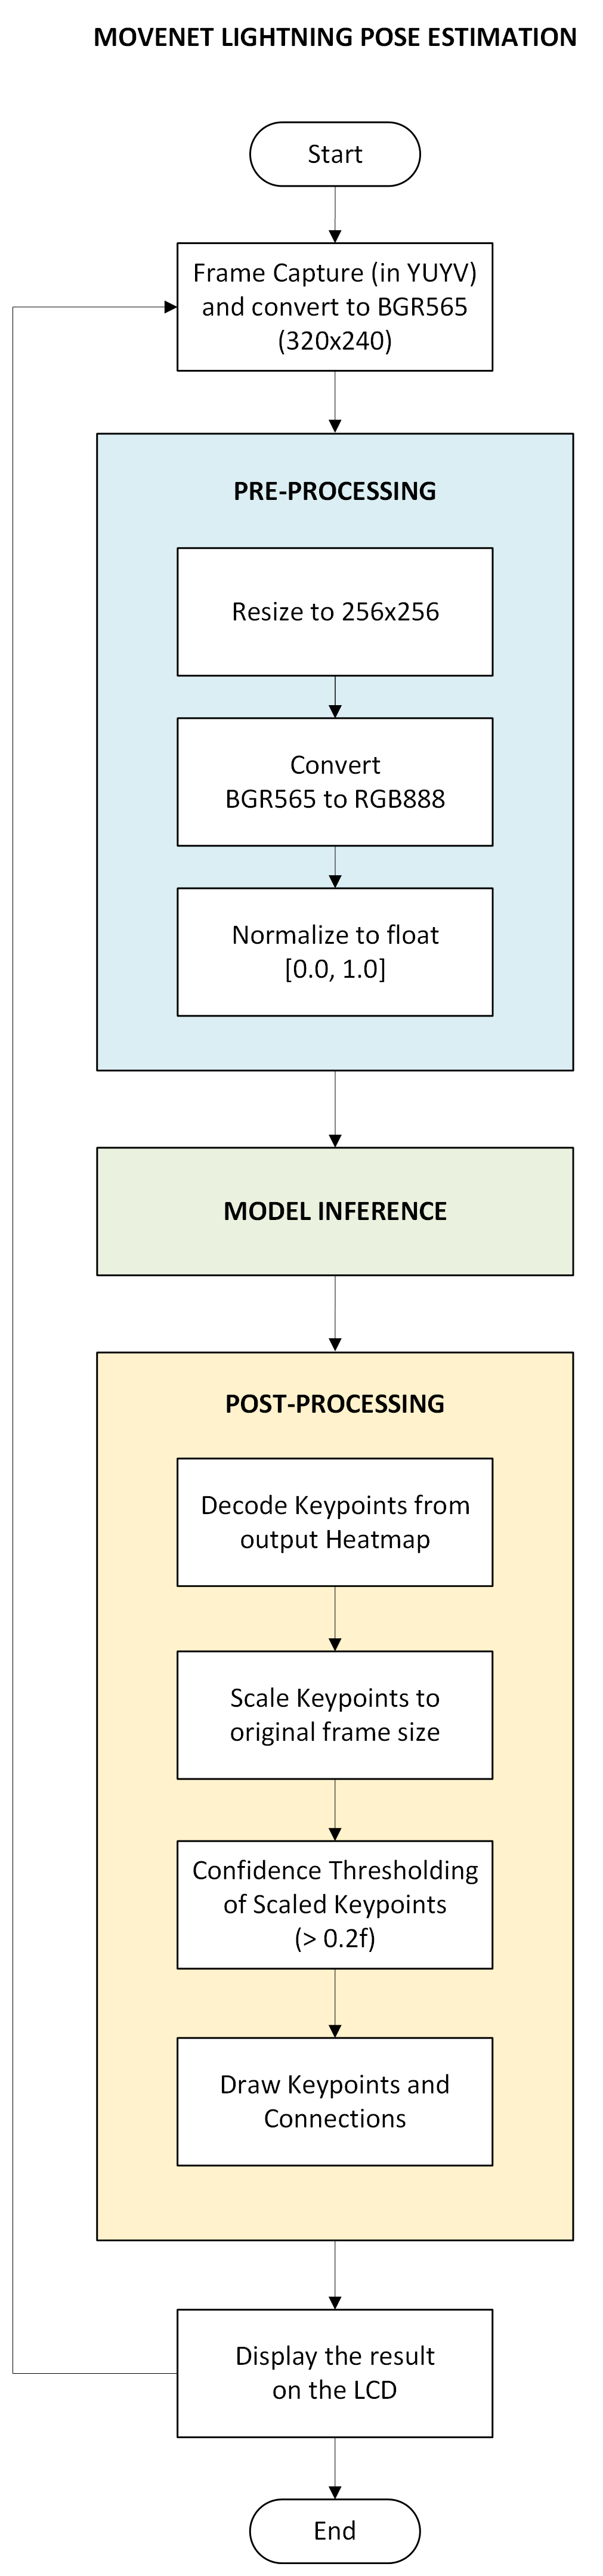 MOVENET LIGHTNING POSE ESTIMATION
Start
Frame Capture (in YUYV)
and convert to BGR565
(320x240)
PRE-PROCESSING
Resize to 256x256
Convert
BGR565 to RGB888
Normalize to float
[0.0, 1.0]
MODEL INFERENCE
POST-PROCESSING
Decode Keypoints from
output Heatmap
Scale Keypoints to
original frame size
Confidence Thresholding
of Scaled Keypoints
(> 0.2f)
Draw Keypoints and
Connections
Display the result
on the LCD
End